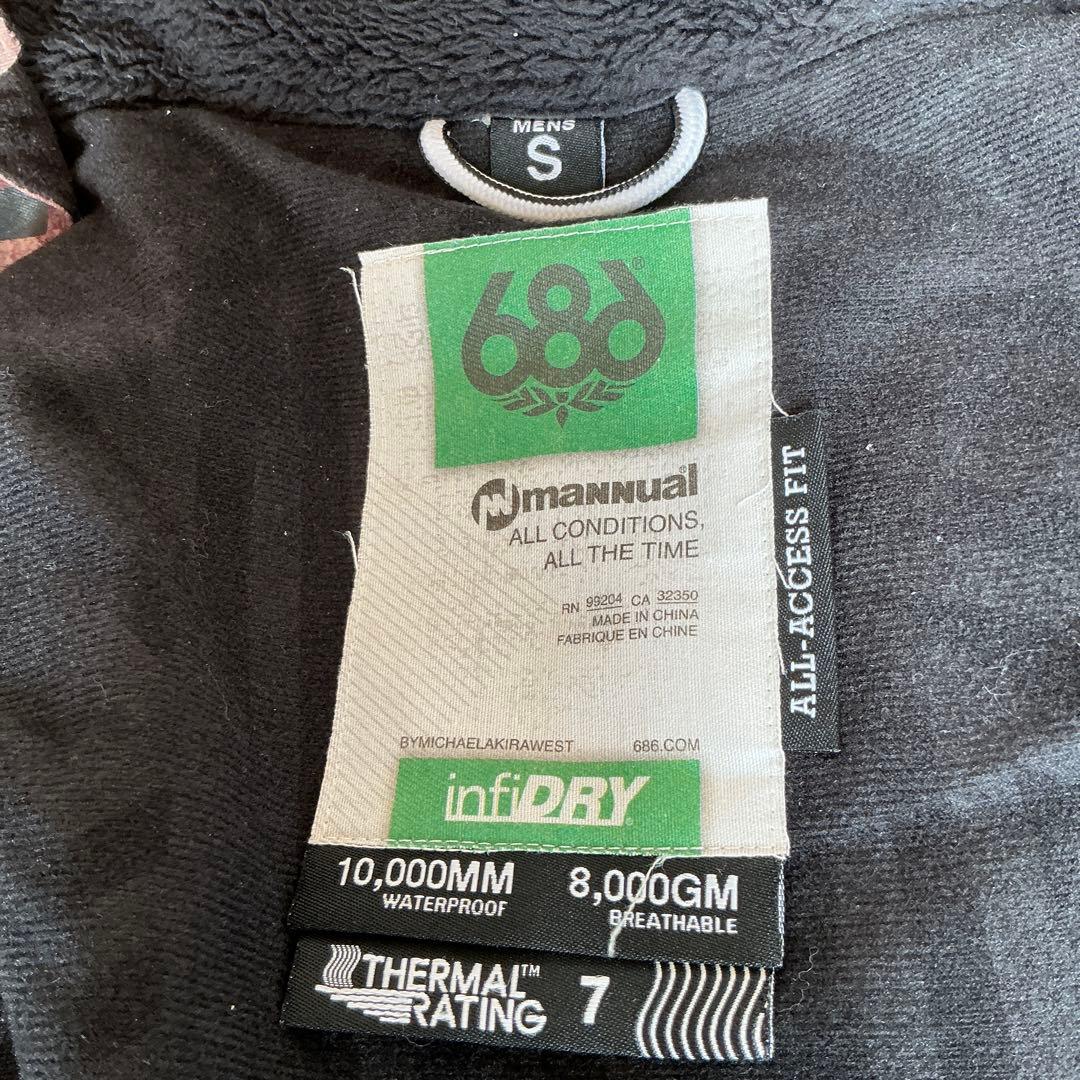 MENS
S
686®
mannual®
ALL CONDITIONS,
ALL THE TIME
RN 99204 CA 32350
MADE IN CHINA
FABRIQUE EN CHINE
BYMICHAELAKIRAWEST 686.COM
infiDRY®
ALL-ACCESS FIT
10,000MM 8,000GM
WATERPROOF BREATHABLE
THERMAL™
RATING 7